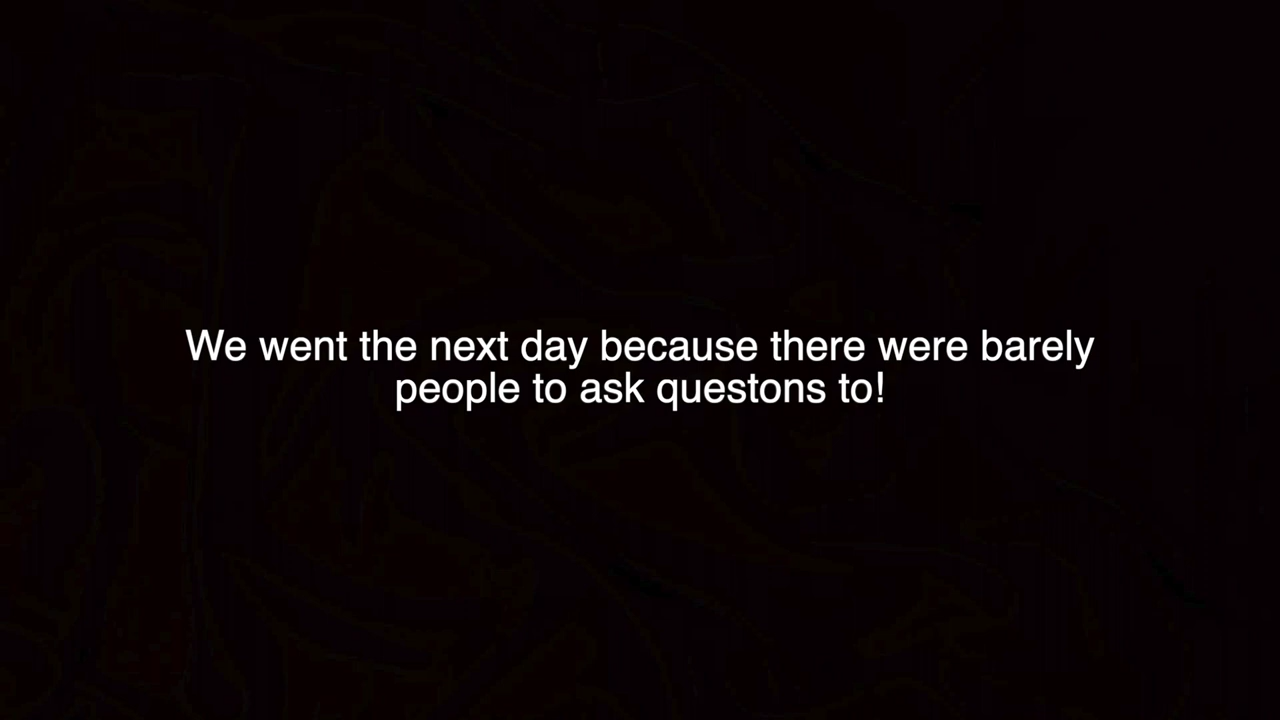 We went the next day because there were barely
people to ask questons to!